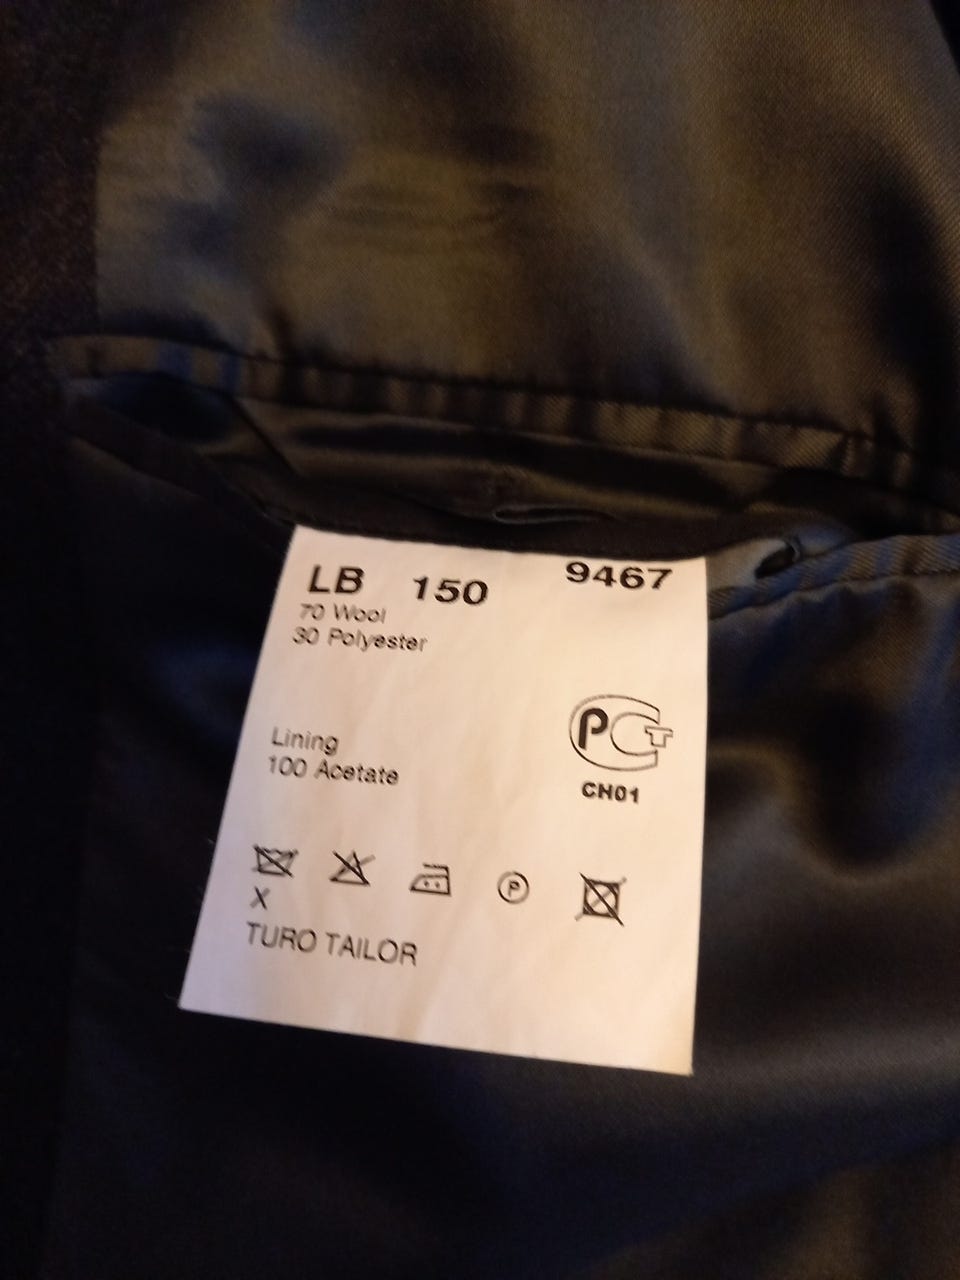 LB 150 9467
70 Wool
30 Polyester
Lining
100 Acetate
PCT
CH01
P
X
TURO TAILOR